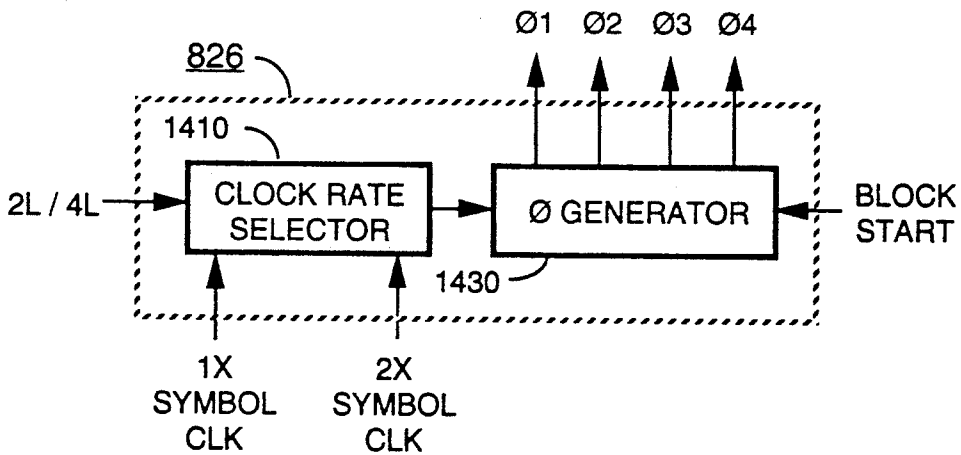 Ø1 Ø2 Ø3 Ø4
826
1410
2L / 4L
CLOCK RATE
SELECTOR
Ø GENERATOR
BLOCK
START
1430
1X
SYMBOL
CLK
2X
SYMBOL
CLK